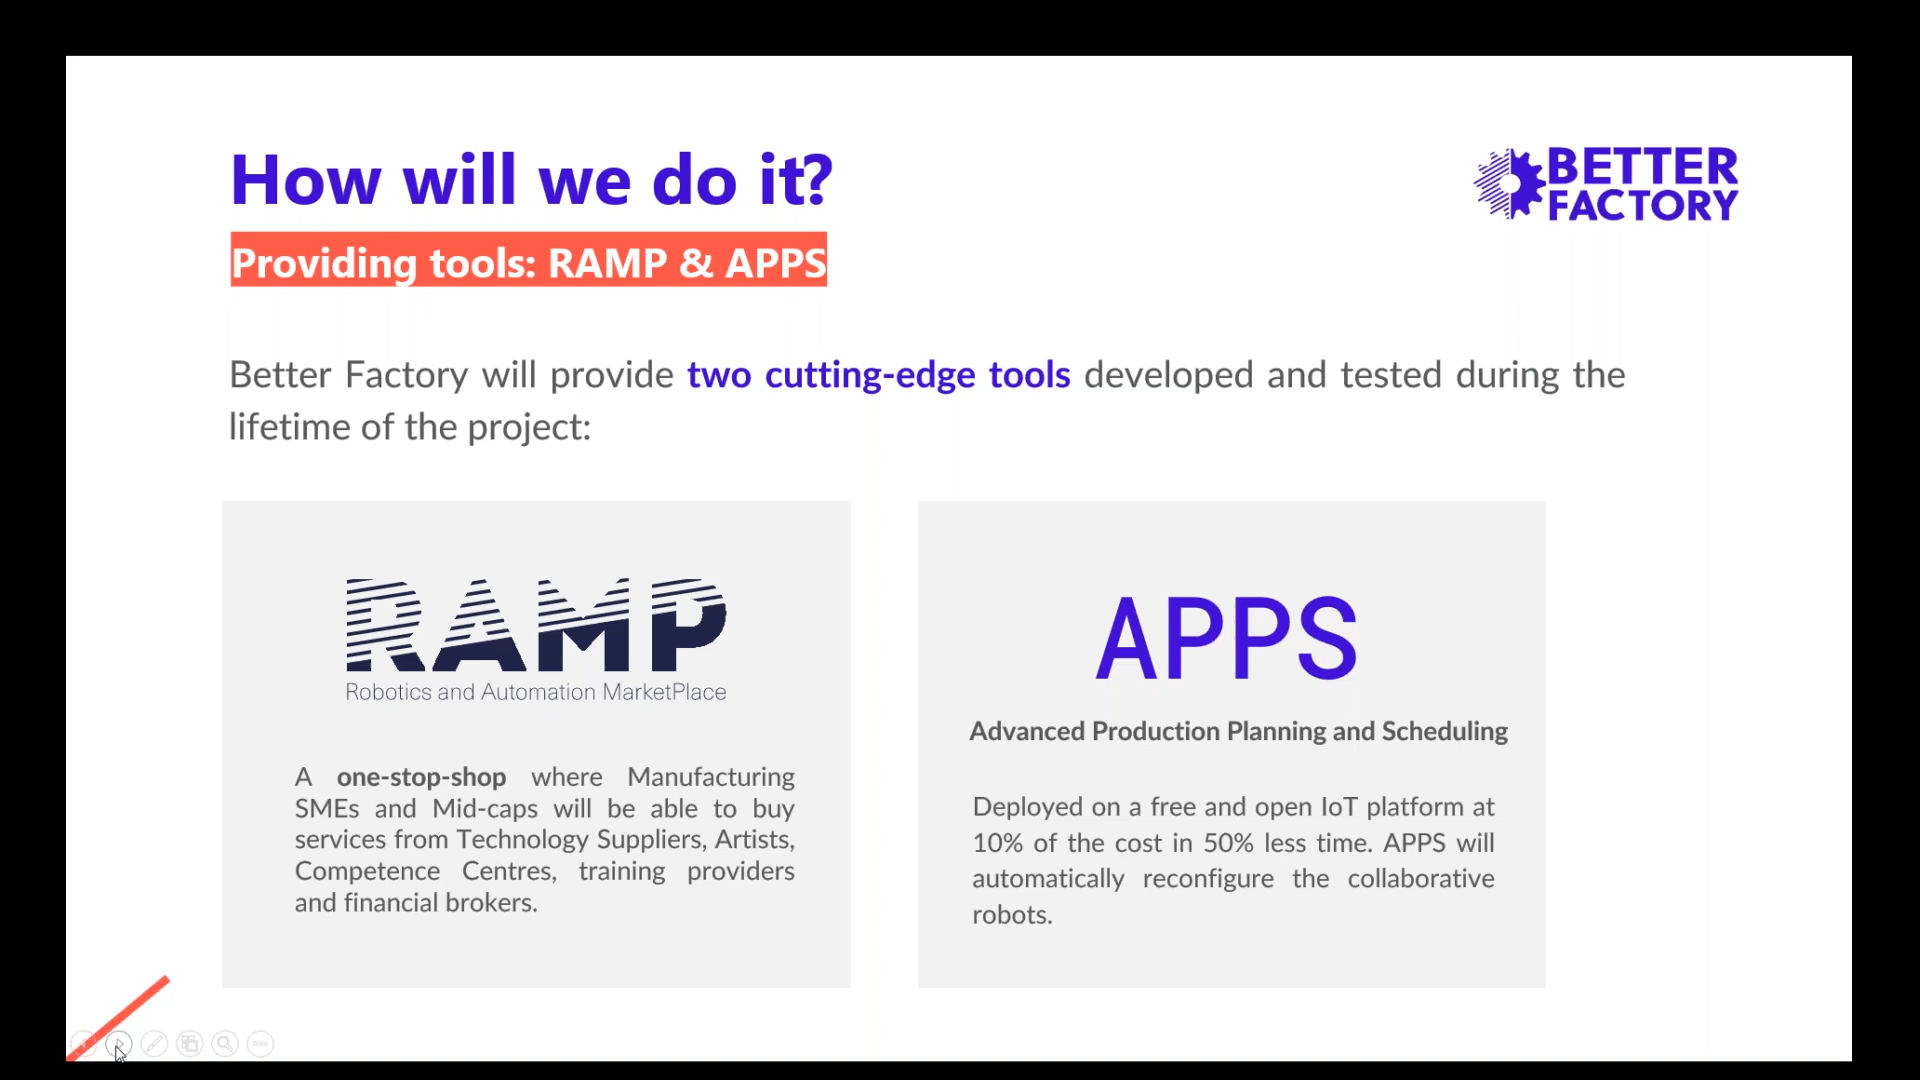 How will we do it?
BETTER
FACTORY
Providing tools: RAMP & APPS
Better Factory will provide two cutting-edge tools developed and tested during the
lifetime of the project:
RAMP
Robotics and Automation MarketPlace
A one-stop-shop where Manufacturing
SMEs and Mid-caps will be able to buy
services from Technology Suppliers, Artists,
Competence Centres, training providers
and financial brokers.
APPS
Advanced Production Planning and Scheduling
Deployed on a free and open IoT platform at
10% of the cost in 50% less time. APPS will
automatically reconfigure the collaborative
robots.